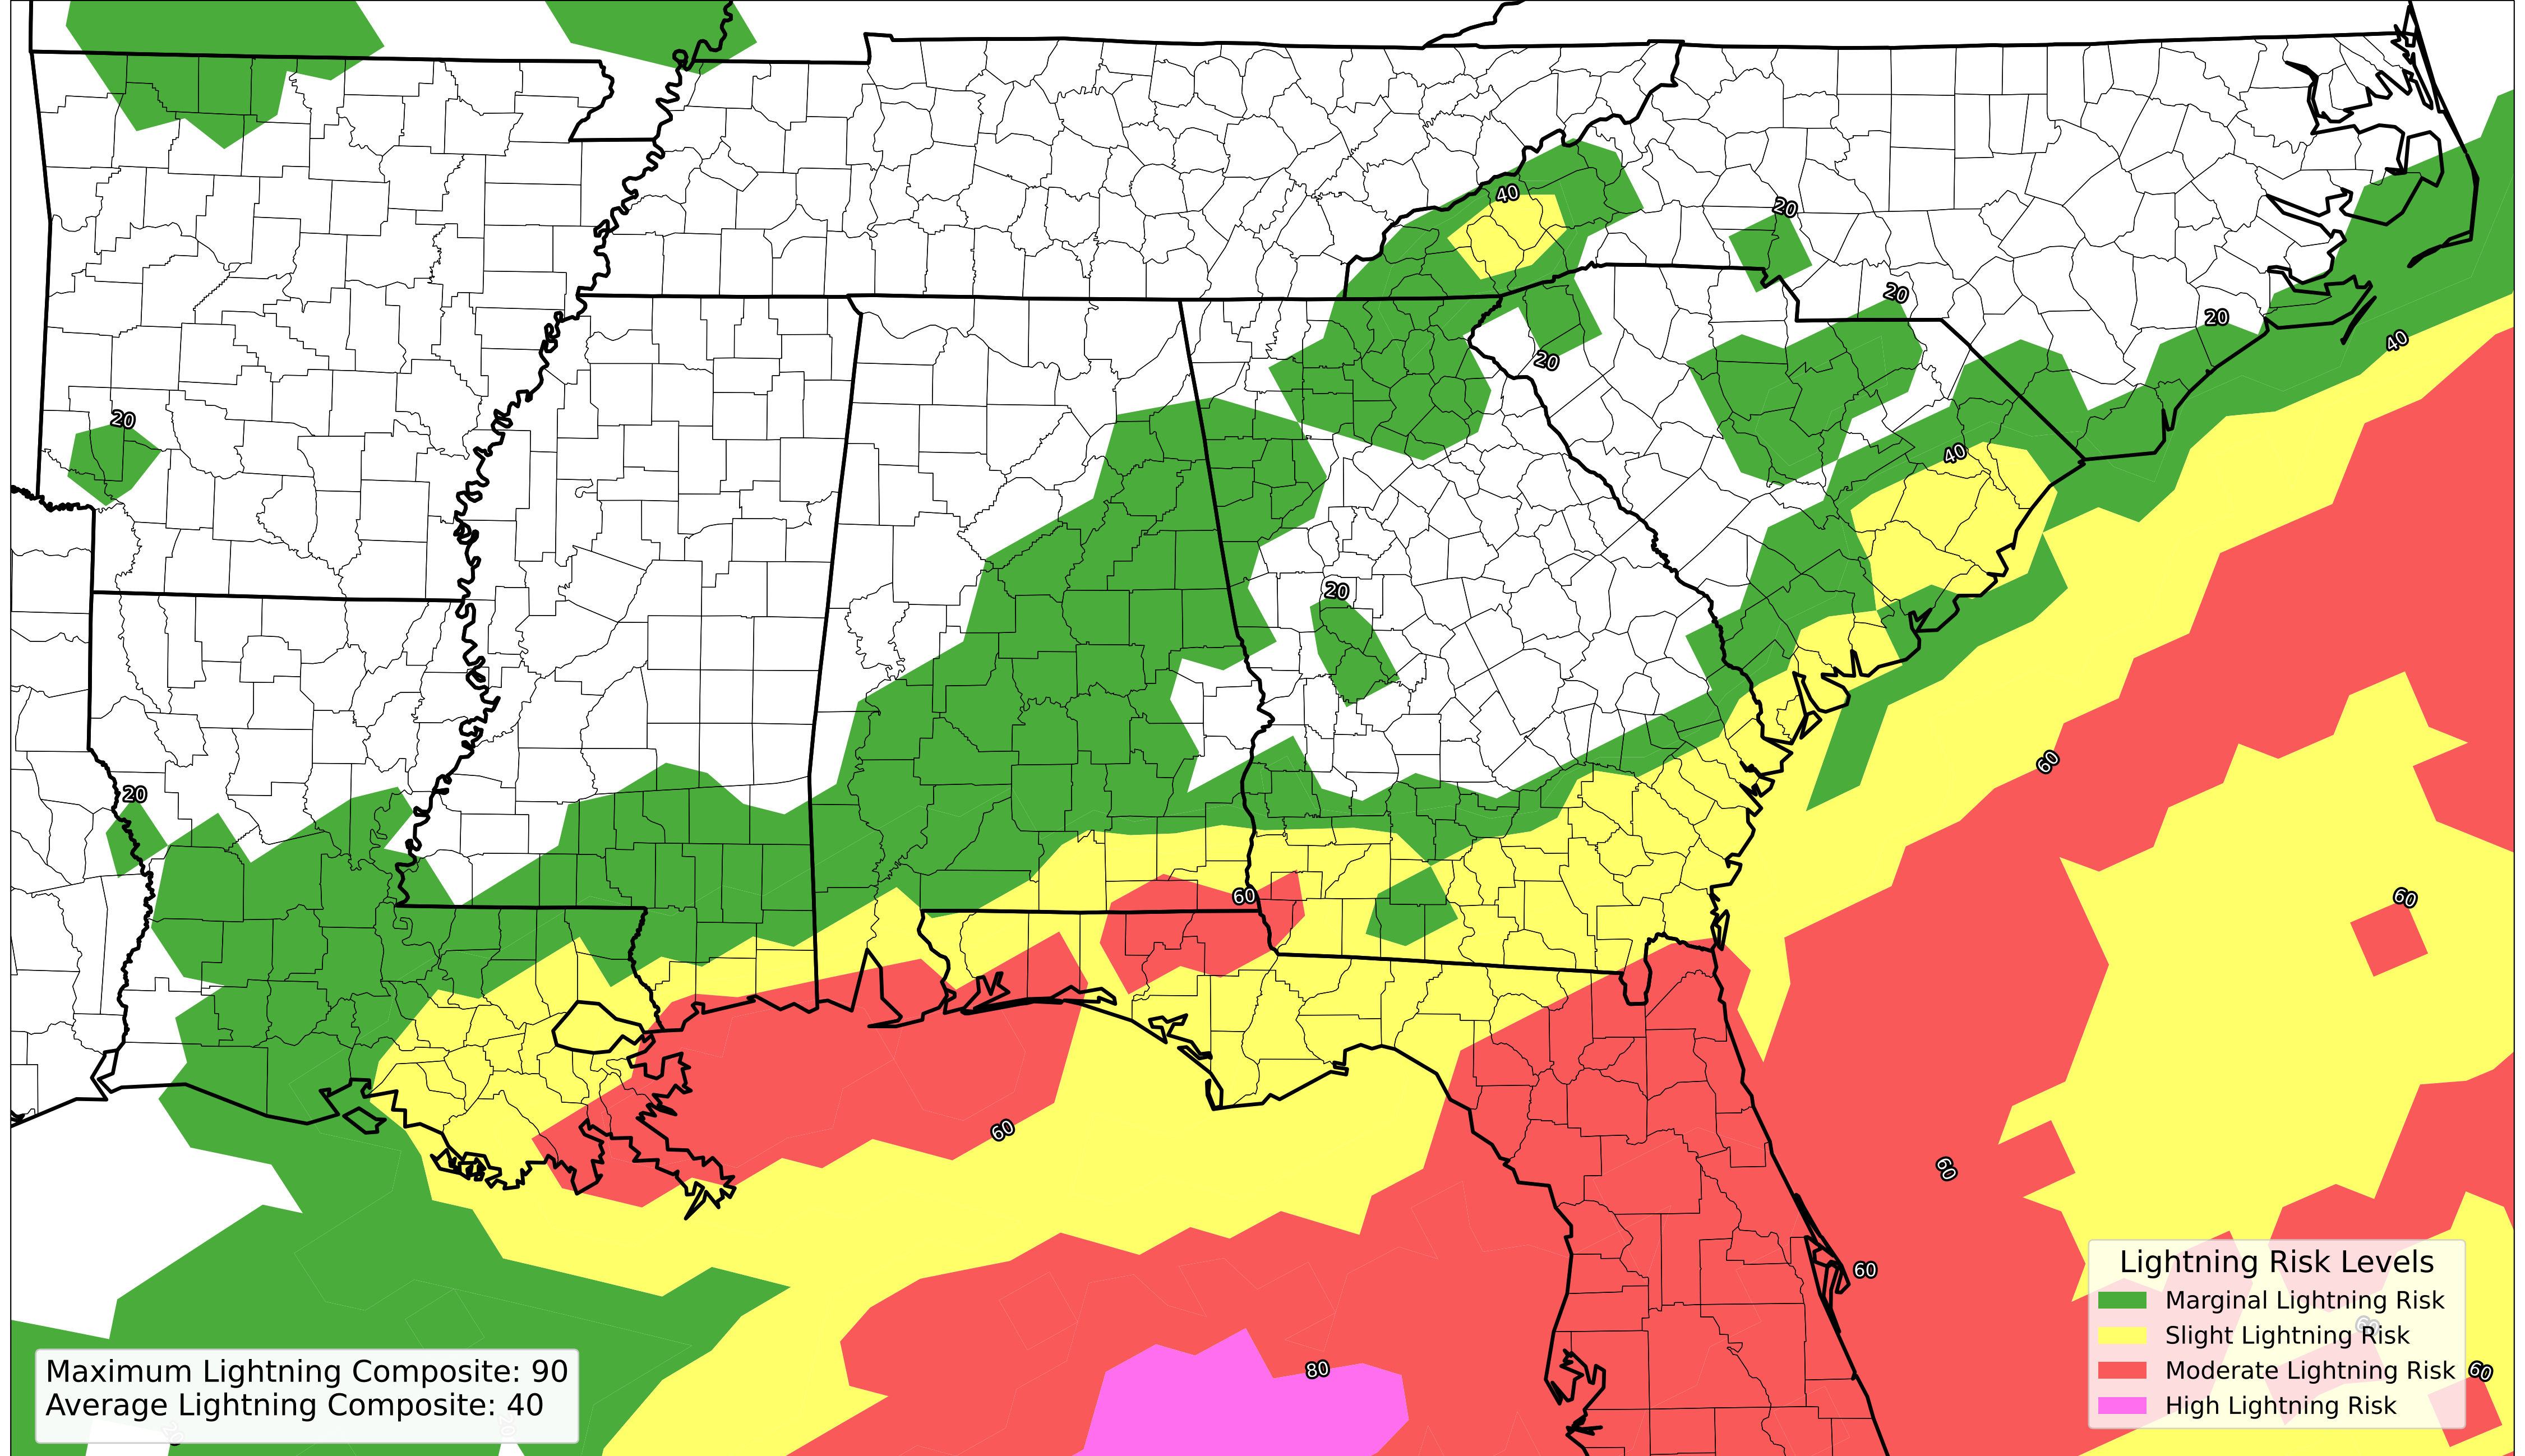 40
20
20
20
40
20
20
40
20
60
20
60
60
60
60
60
80
60
Lightning Risk Levels
Marginal Lightning Risk
Slight Lightning Risk
Moderate Lightning Risk
High Lightning Risk
Maximum Lightning Composite: 90
Average Lightning Composite: 40